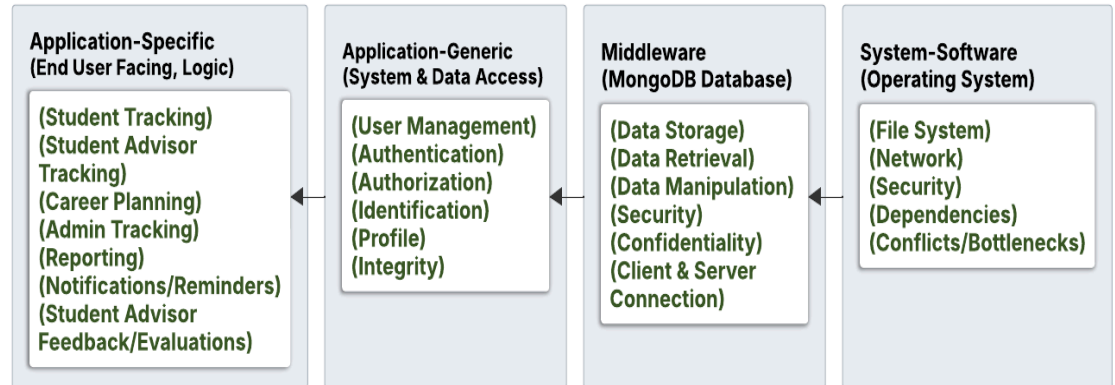 Application-Specific
(End User Facing, Logic)
(Student Tracking)
(Student Advisor
Tracking)
(Career Planning)
(Admin Tracking)
(Reporting)
(Notifications/Reminders)
(Student Advisor
Feedback/Evaluations)
Application-Generic
(System & Data Access)
(User Management)
(Authentication)
(Authorization)
(Identification)
(Profile)
(Integrity)
Middleware
(MongoDB Database)
(Data Storage)
(Data Retrieval)
(Data Manipulation)
(Security)
(Confidentiality)
(Client & Server
Connection)
System-Software
(Operating System)
(File System)
(Network)
(Security)
(Dependencies)
(Conflicts/Bottlenecks)